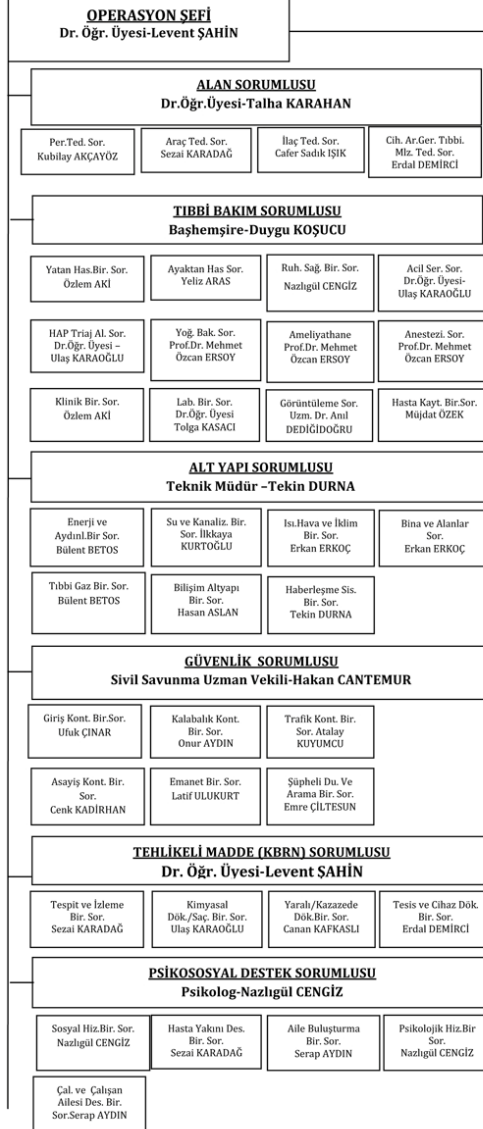 OPERASYON ŞEFİ
Dr. Öğr. Üyesi-Levent ŞAHİN
ALAN SORUMLUSU
Dr.Öğr.Üyesi-Talha KARAHAN
Per.Ted. Sor.
Kubilay AKÇAYÖZ
Araç Ted. Sor.
Sezai KARADAĞ
İlaç Ted. Sor.
Cafer Sadık IŞIK
Cih. Ar.Ger. Tıbbi.
Mlz. Ted. Sor.
Erdal DEMİRCİ
TIBBİ BAKIM SORUMLUSU
Başhemşire-Duygu KOŞUCU
Yatan Has.Bir. Sor.
Özlem AKİ
Ayaktan Has Sor.
Yeliz ARAS
Ruh. Sağ. Bir. Sor.
Nazlıgül CENGİZ
Acil Ser. Sor.
Dr.Öğr. Üyesi-
Ulaş KARAOĞLU
HAP Triaj Al. Sor.
Dr.Öğr. Üyesi –
Ulaş KARAOĞLU
Yoğ. Bak. Sor.
Prof.Dr. Mehmet
Özcan ERSOY
Ameliyathane
Prof.Dr. Mehmet
Özcan ERSOY
Anestezi. Sor.
Prof.Dr. Mehmet
Özcan ERSOY
Klinik Bir. Sor.
Özlem AKİ
Lab. Bir. Sor.
Dr.Öğr. Üyesi
Tolga KASACI
Görüntüleme Sor.
Uzm. Dr. Anıl
DEDİĞİDOĞRU
Hasta Kayt. Bir.Sor.
Müjdat ÖZEK
ALT YAPI SORUMLUSU
Teknik Müdür –Tekin DURNA
Enerji ve
Aydınl.Bir Sor.
Bülent BETOS
Su ve Kanaliz. Bir.
Sor. İlkkaya
KURTOĞLU
Isı.Hava ve İklim
Bir. Sor.
Erkan ERKOÇ
Bina ve Alanlar
Sor.
Erkan ERKOÇ
Tıbbi Gaz Bir. Sor.
Bülent BETOS
Bilişim Altyapı
Bir. Sor.
Hasan ASLAN
Haberleşme Sis.
Bir. Sor.
Tekin DURNA
GÜVENLİK SORUMLUSU
Sivil Savunma Uzman Vekili-Hakan CANTEMUR
Giriş Kont. Bir.Sor.
Ufuk ÇINAR
Kalabalık Kont.
Bir. Sor.
Onur AYDIN
Trafik Kont. Bir.
Sor. Atalay
KUYUMCU
Asayiş Kont. Bir.
Sor.
Cenk KADİRHAN
Emanet Bir. Sor.
Latif ULUKURT
Şüpheli Du. Ve
Arama Bir. Sor.
Emre ÇİLTESUN
TEHLİKELİ MADDE (KBRN) SORUMLUSU
Dr. Öğr. Üyesi-Levent ŞAHİN
Tespit ve İzleme
Bir. Sor.
Sezai KARADAĞ
Kimyasal
Dök./Saç. Bir. Sor.
Ulaş KARAOĞLU
Yaralı/Kazazede
Dök.Bir. Sor.
Canan KAFKASLI
Tesis ve Cihaz Dök.
Bir. Sor.
Erdal DEMİRCİ
PSİKOSOSYAL DESTEK SORUMLUSU
Psikolog-Nazlıgül CENGİZ
Sosyal Hiz.Bir. Sor.
Nazlıgül CENGİZ
Hasta Yakını Des.
Bir. Sor.
Sezai KARADAĞ
Aile Buluşturma
Bir. Sor.
Serap AYDIN
Psikolojik Hiz.Bir
Sor.
Nazlıgül CENGİZ
Çal. ve Çalışan
Ailesi Des. Bir.
Sor.Serap AYDIN